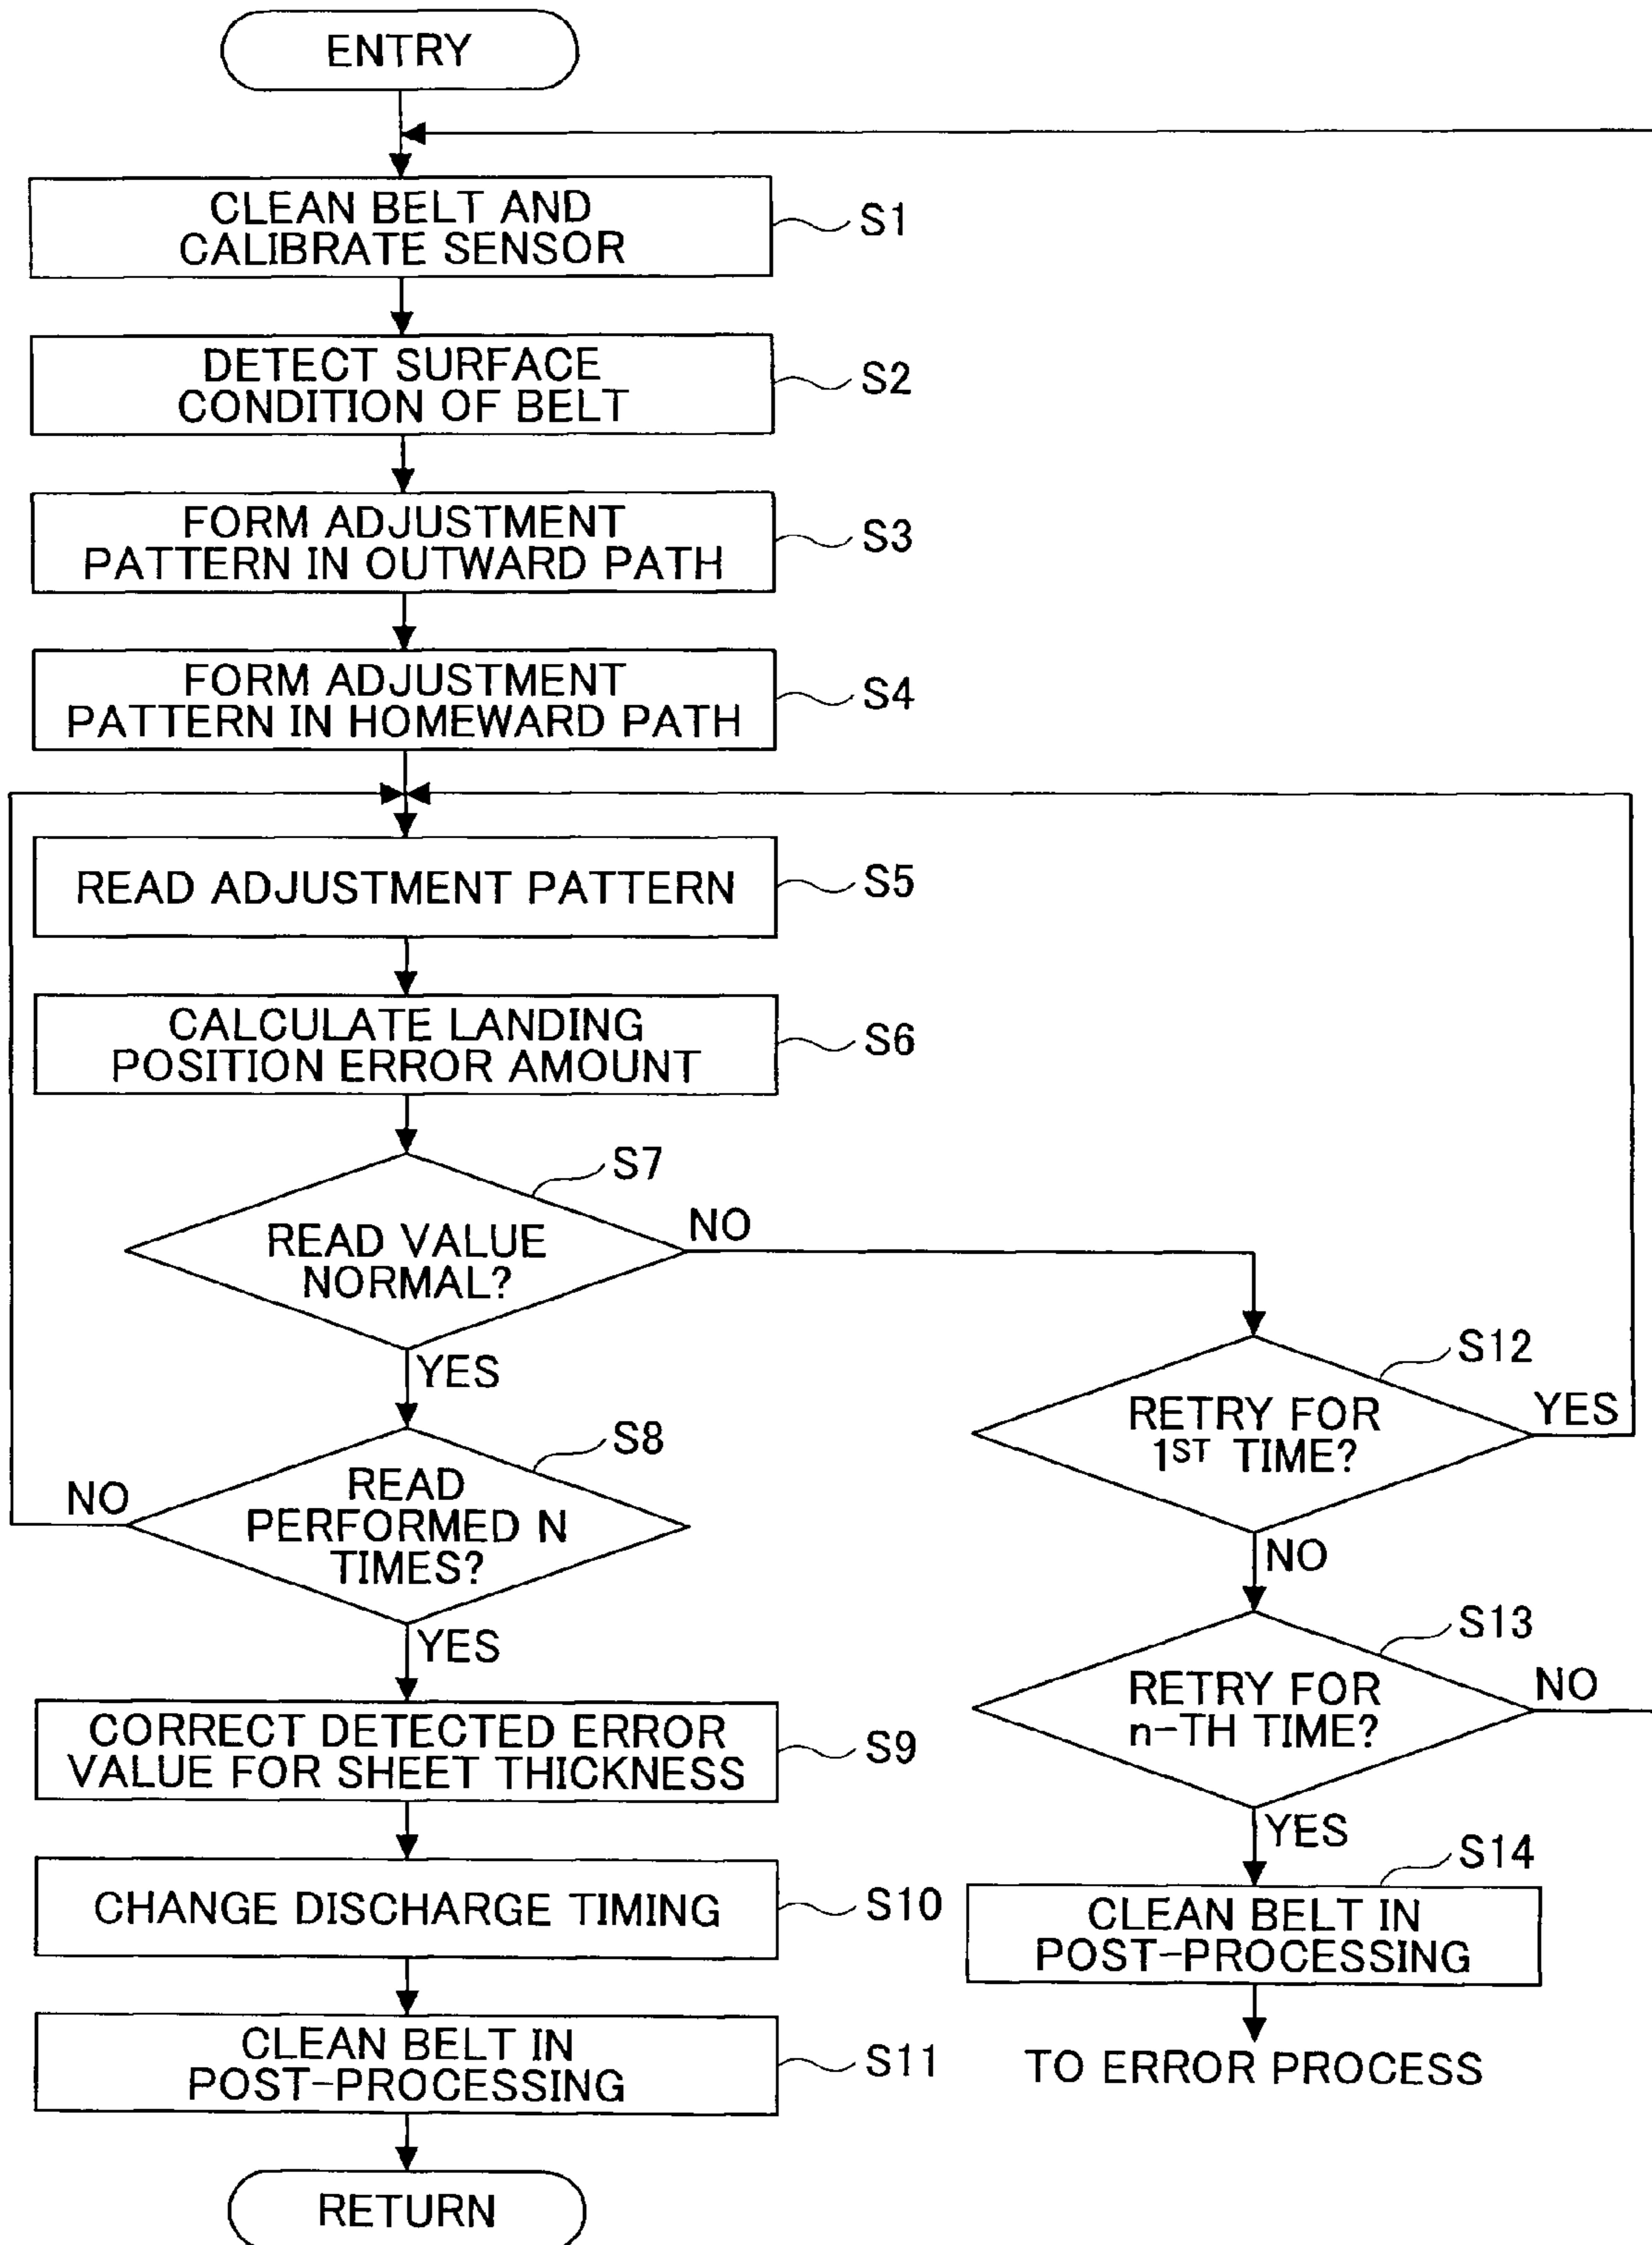 ENTRY
CLEAN BELT AND
CALIBRATE SENSOR
S1
DETECT SURFACE
CONDITION OF BELT
S2
FORM ADJUSTMENT
PATTERN IN OUTWARD PATH
S3
FORM ADJUSTMENT
PATTERN IN HOMEWARD PATH
S4
READ ADJUSTMENT PATTERN
S5
CALCULATE LANDING
POSITION ERROR AMOUNT
S6
S7
READ VALUE
NORMAL?
NO
YES
S8
READ
PERFORMED N
TIMES?
NO
YES
CORRECT DETECTED ERROR
VALUE FOR SHEET THICKNESS
S9
CHANGE DISCHARGE TIMING
S10
CLEAN BELT IN
POST-PROCESSING
S11
RETURN
S12
RETRY FOR
1ST TIME?
YES
NO
S13
RETRY FOR
n-TH TIME?
NO
YES
S14
CLEAN BELT IN
POST-PROCESSING
TO ERROR PROCESS